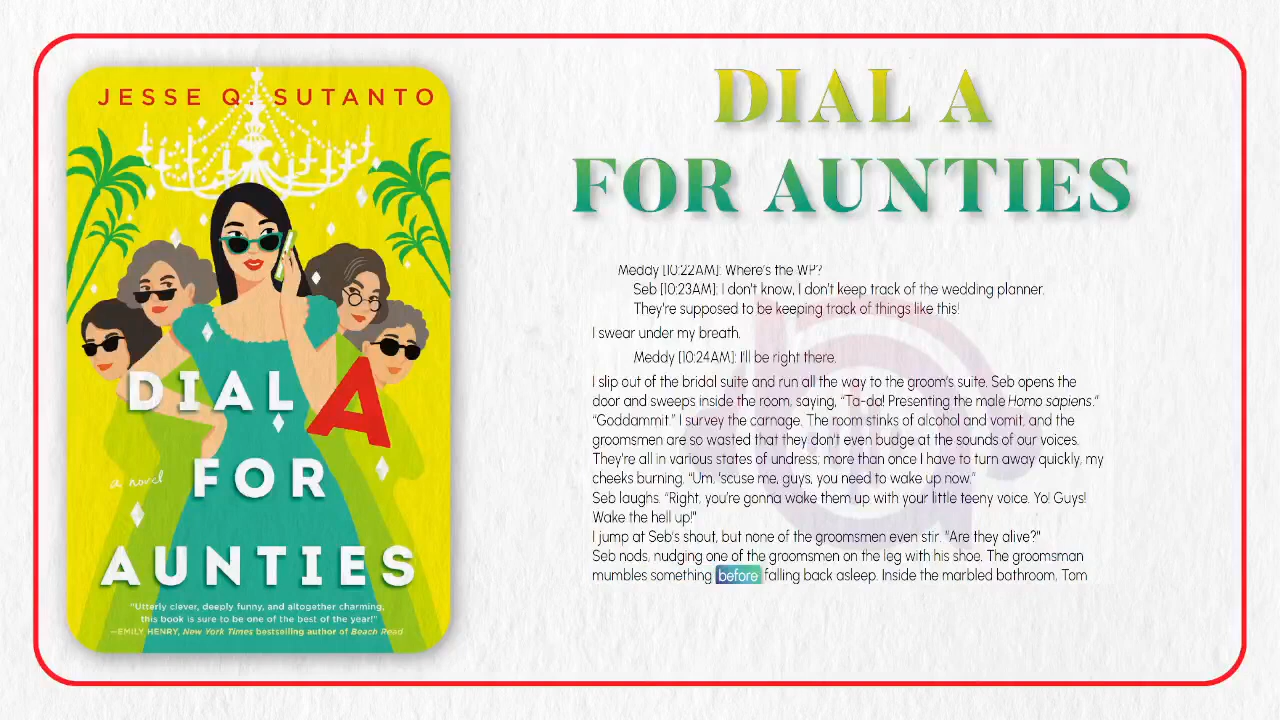 JESSE Q. SUTANTO
DIAL A
FOR
a novel
AUNTIES
"Utterly clever, deeply funny, and altogether charming,
this book is sure to be one of the best of the year!"
—EMILY HENRY, New York Times bestselling author of Beach Read
DIAL A
FOR AUNTIES
Meddy [10:22AM]: Where's the WP?
Seb [10:23AM]: I don't know, I don't keep track of the wedding planner.
They're supposed to be keeping track of things like this!
I swear under my breath.
Meddy [10:24AM]: I'll be right there.
I slip out of the bridal suite and run all the way to the groom's suite. Seb opens the
door and sweeps inside the room, saying, "Ta-da! Presenting the male Homo sapiens."
"Goddammit." I survey the carnage. The room stinks of alcohol and vomit, and the
groomsmen are so wasted that they don't even budge at the sounds of our voices.
They're all in various states of undress; more than once I have to turn away quickly, my
cheeks burning. "Um, 'scuse me, guys, you need to wake up now."
Seb laughs. "Right, you're gonna wake them up with your little teeny voice. Yo! Guys!
Wake the hell up!"
I jump at Seb's shout, but none of the groomsmen even stir. "Are they alive?"
Seb nods, nudging one of the groomsmen on the leg with his shoe. The groomsman
mumbles something before falling back asleep. Inside the marbled bathroom, Tom